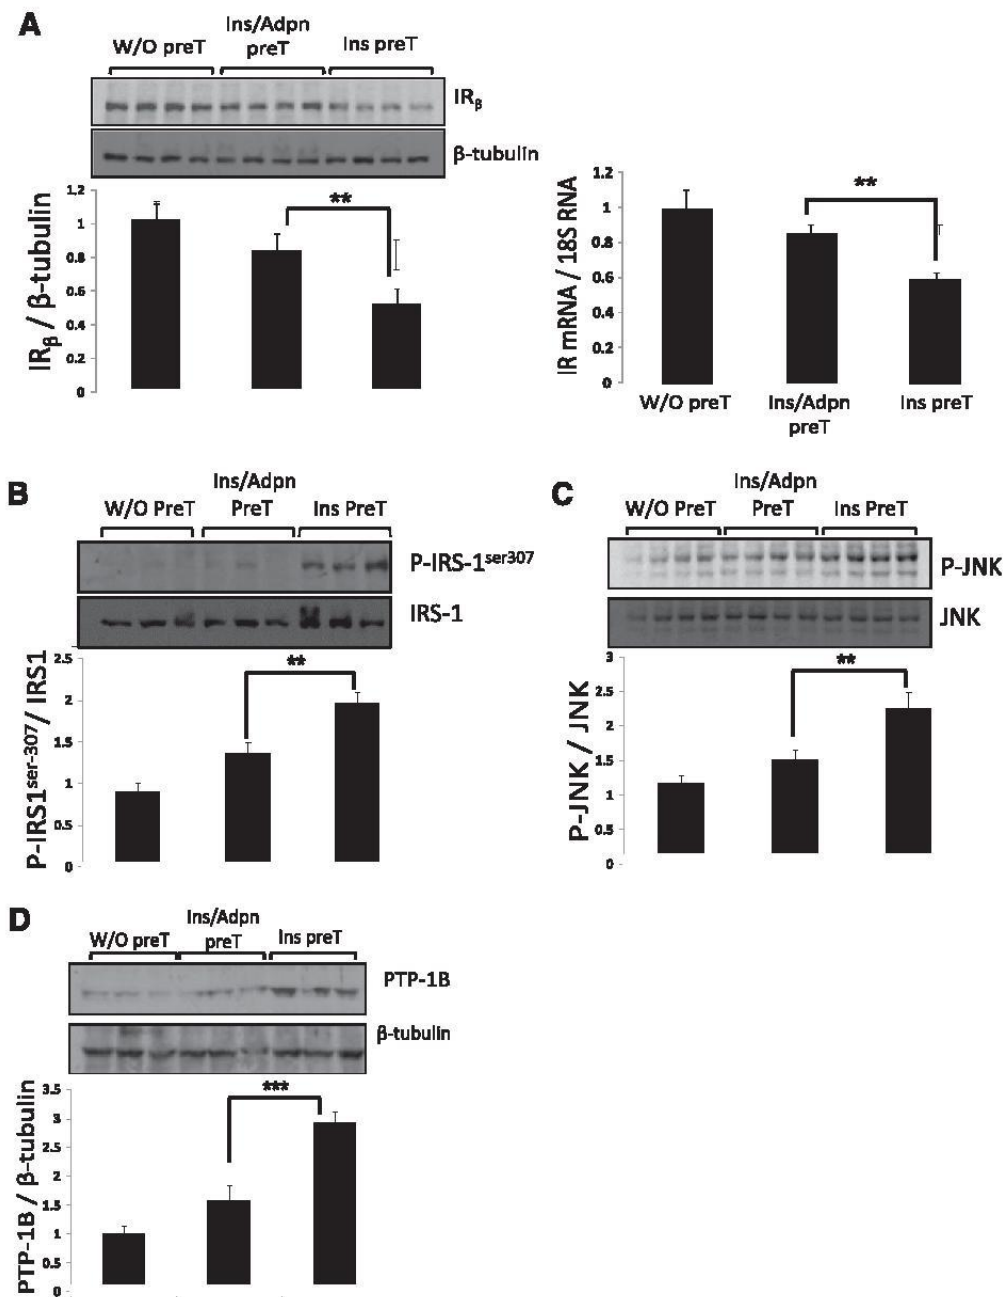 A
W/O preT
Ins/Adpn
preT
Ins preT
IRβ
β-tubulin
IRβ / β-tubulin
1.2
1
0.8
0.6
0.4
0.2
0
**
IR mRNA / 18S RNA
1.2
1
0.8
0.6
0.4
0.2
0
**
W/O preT
Ins/Adpn
preT
Ins preT
B
W/O PreT
Ins/Adpn
PreT
Ins PreT
P-IRS-1ser307
IRS-1
P-IRS1ser-307/ IRS1
2.5
2
1.5
1
0.5
0
**
C
W/O PreT
Ins/Adpn
PreT
Ins PreT
P-JNK
JNK
P-JNK / JNK
3
2.5
2
1.5
1
0.5
0
**
D
W/O preT
Ins/Adpn
preT
Ins preT
PTP-1B
β-tubulin
PTP-1B / β-tubulin
3.5
3
2.5
2
1.5
1
0.5
0
***